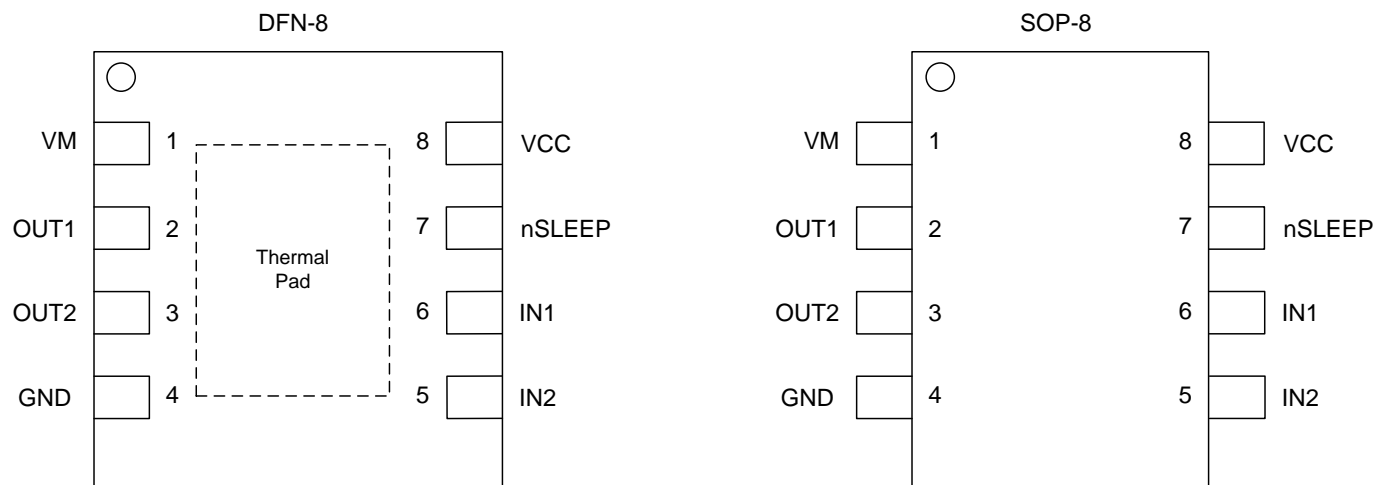 DFN-8
VM 1 8 VCC
OUT1 2 7 nSLEEP
Thermal
Pad
OUT2 3 6 IN1
GND 4 5 IN2
SOP-8
VM 1 8 VCC
OUT1 2 7 nSLEEP
OUT2 3 6 IN1
GND 4 5 IN2